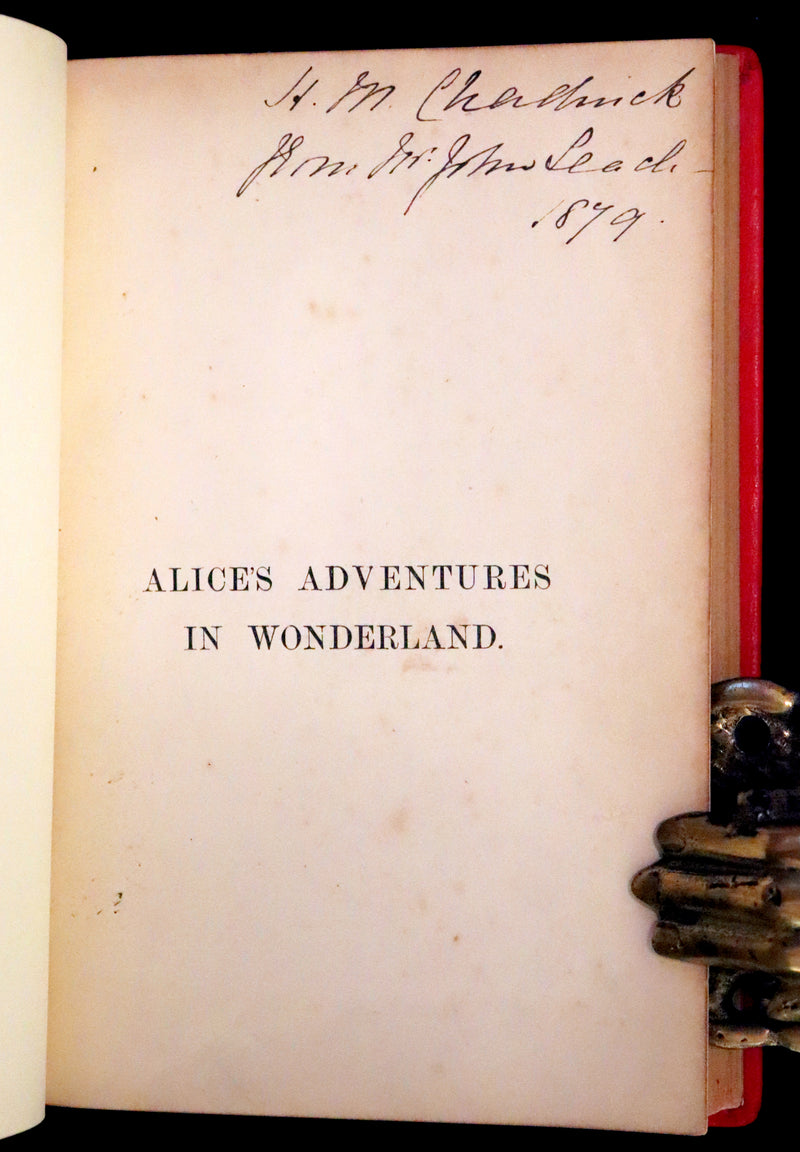 H. M. Chadwick
from Mr. John Leach
1879.
ALICE'S ADVENTURES
IN WONDERLAND.